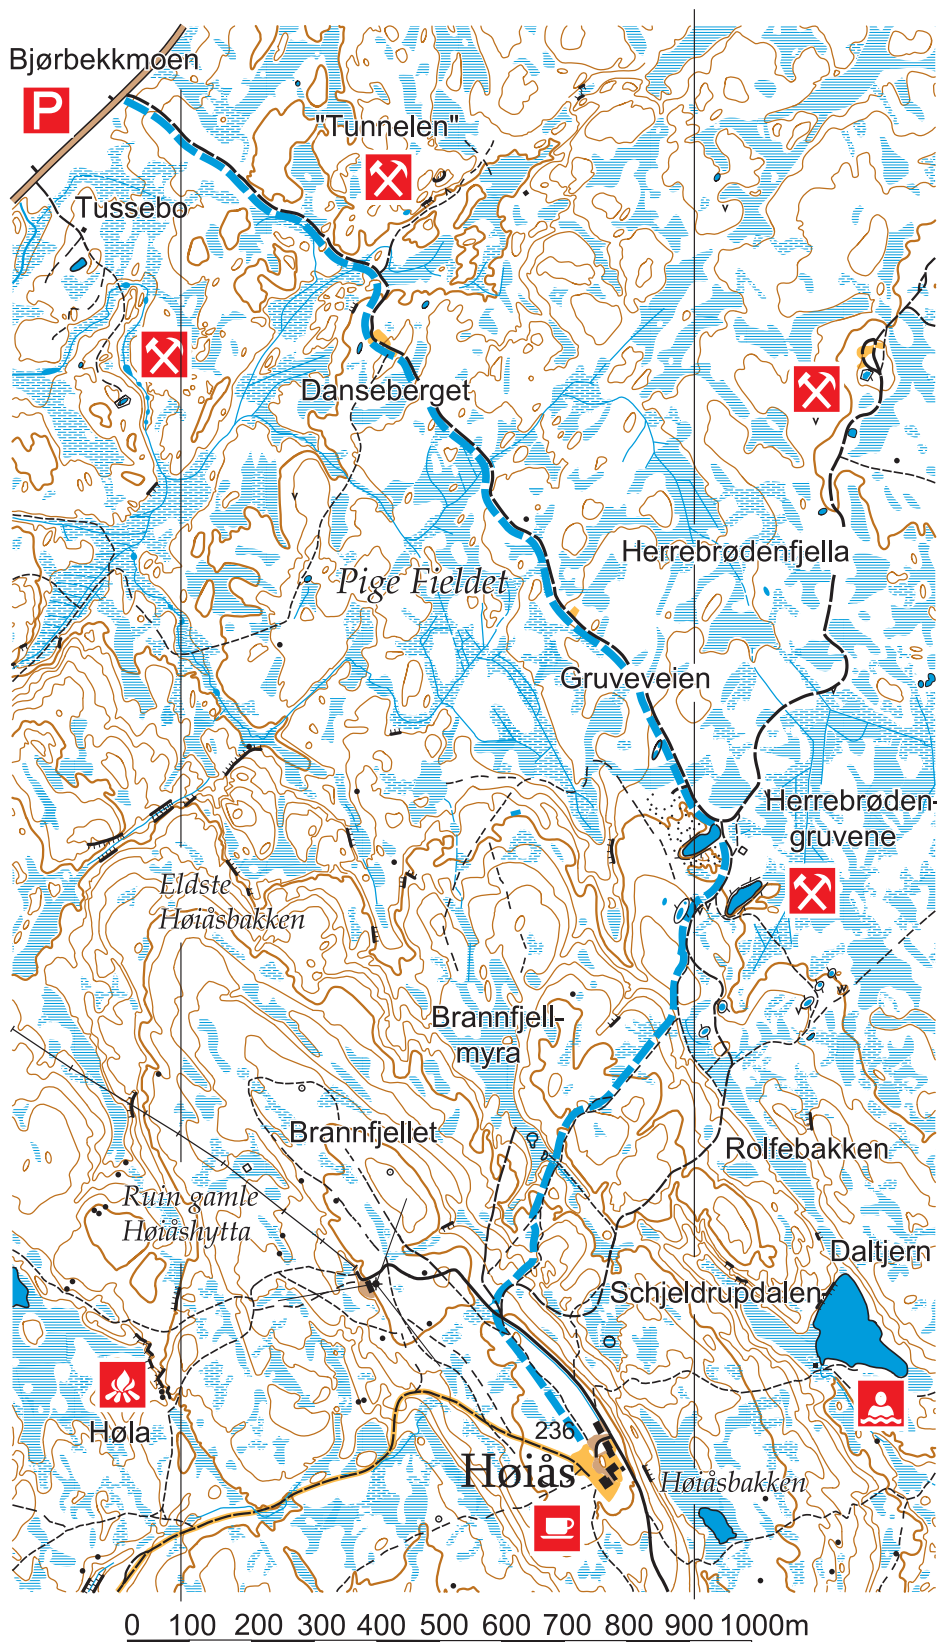 Bjørbekkmoen
P
"Tunnelen"
Tussebo
Danseberget
Herrebrødenfjella
Pige Fieldet
Gruveveien
Herrebrøden-
gruvene
Eldste
Høiåsbakken
Brannfjell-
myra
Brannfjellet
Rolfebakken
Ruin gamle
Høiåshytta
Daltjern
Schjeldrupdalen
Høla
236
Høiås
Høiåsbakken
0 100 200 300 400 500 600 700 800 900 1000m